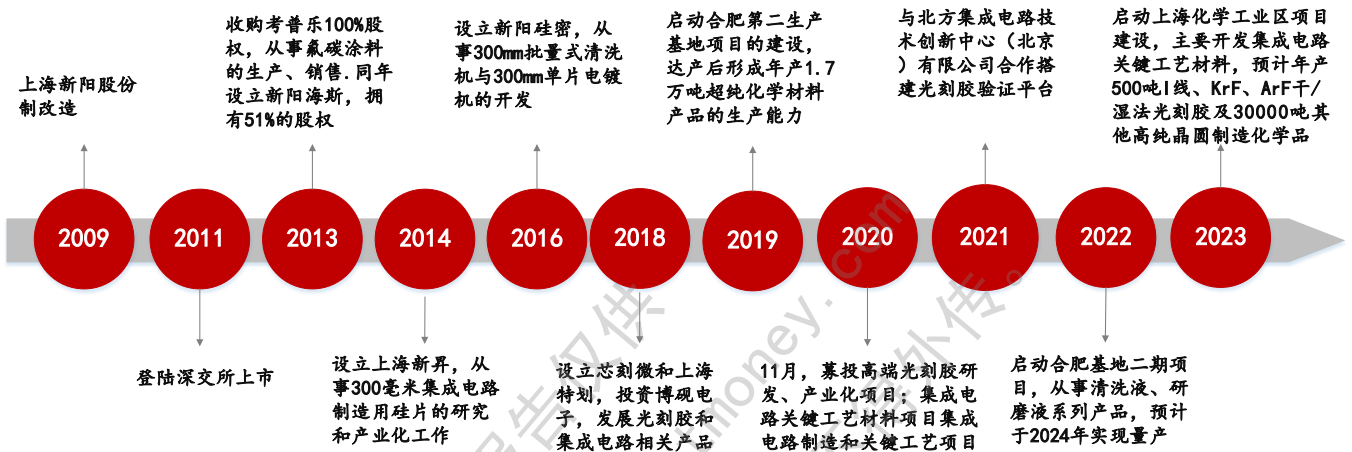 上海新阳股份
制改造
收购考普乐100%股
权，从事氟碳涂料
的生产、销售.同年
设立新阳海斯，拥
有51%的股权
设立新阳硅密，从
事300mm批量式清洗
机与300mm单片电镀
机的开发
启动合肥第二生产
基地项目的建设，
达产后形成年产1.7
万吨超纯化学材料
产品的生产能力
与北方集成电路技
术创新中心（北京
）有限公司合作搭
建光刻胶验证平台
启动上海化学工业区项目
建设，主要开发集成电路
关键工艺材料，预计年产
500吨I线、KrF、ArF干/
湿法光刻胶及30000吨其
他高纯晶圆制造化学品
2009
2011
2013
2014
2016
2018
2019
2020
2021
2022
2023
登陆深交所上市
设立上海新昇，从
事300毫米集成电路
制造用硅片的研究
和产业化工作
设立芯刻微和上海
特划，投资博砚电
子，发展光刻胶和
集成电路相关产品
11月，募投高端光刻胶研
发、产业化项目；集成电
路关键工艺材料项目集成
电路制造和关键工艺项目
启动合肥基地二期项
目，从事清洗液、研
磨液系列产品，预计
于2024年实现量产
报告仅供
tmoney.com
不得外传。